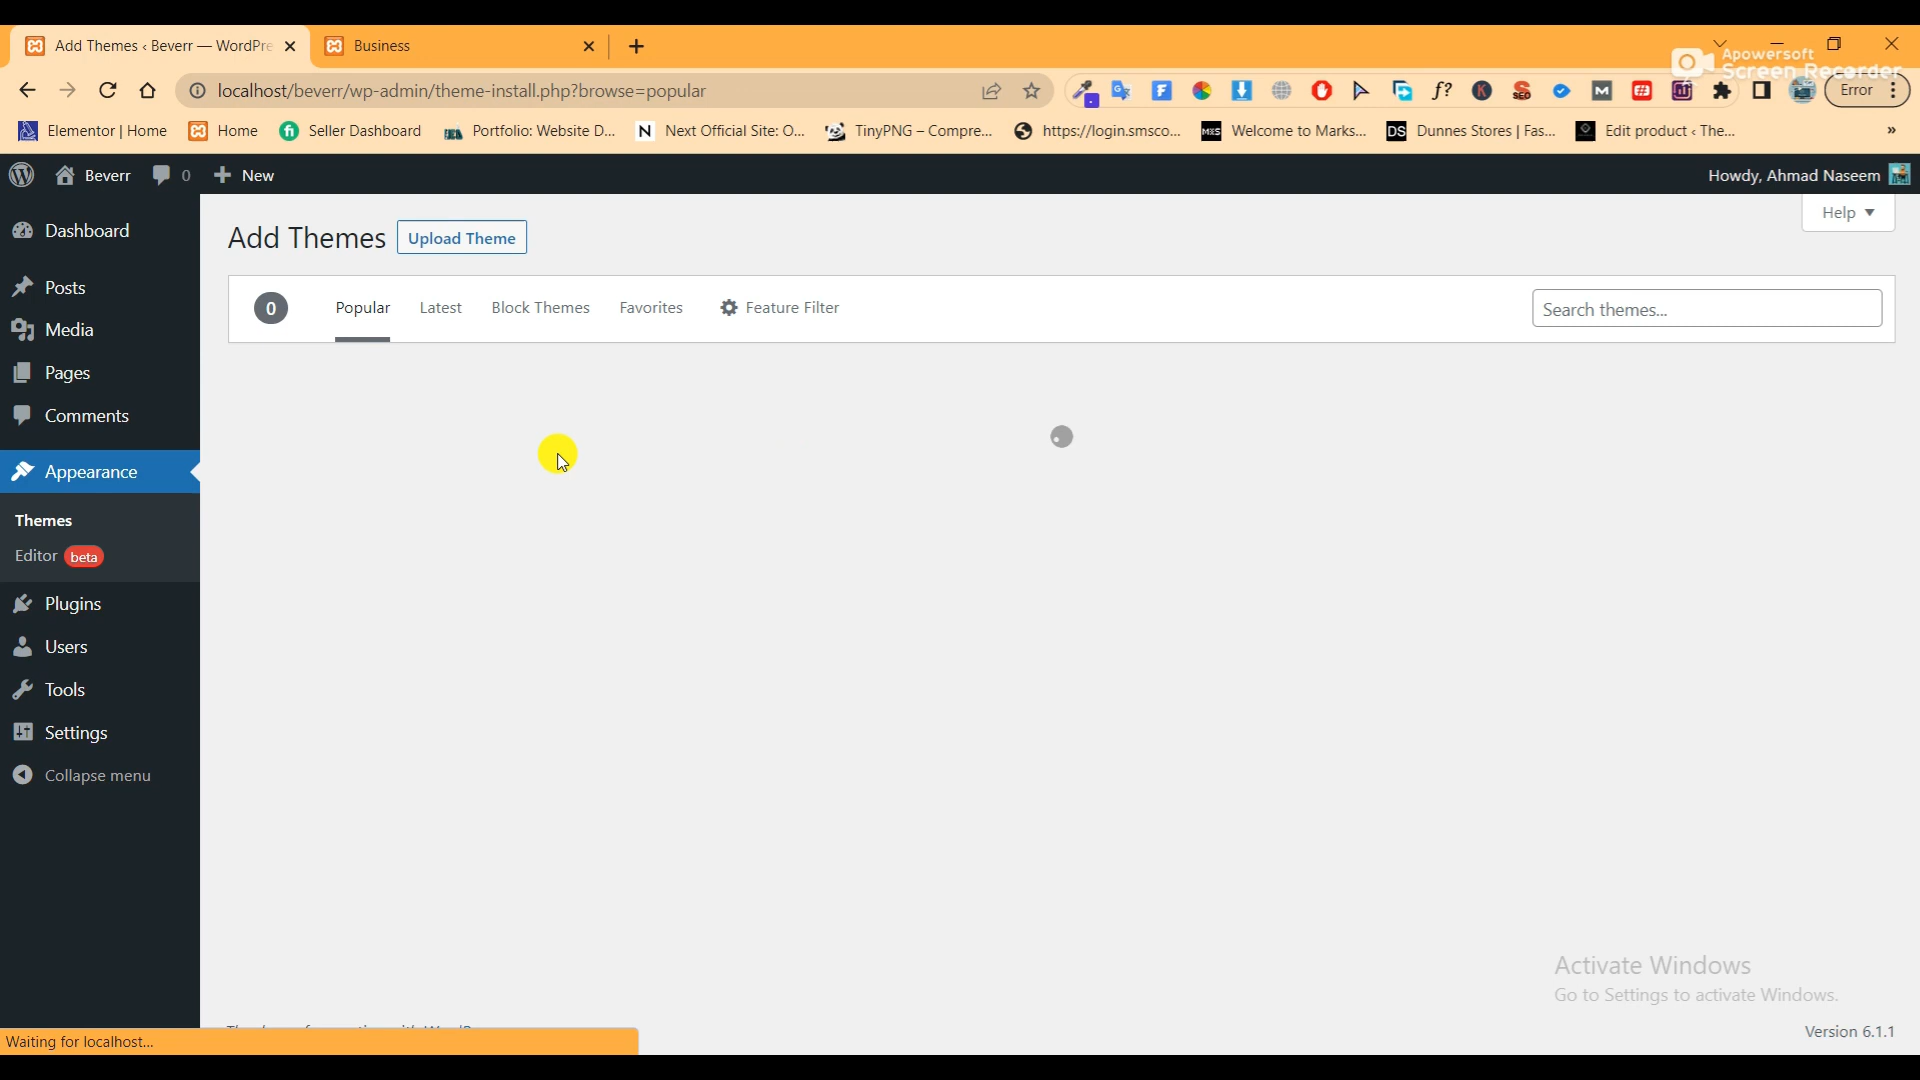 Add Themes ‹ Beverr — WordPre
Business
Apowersoft
Screen Recorder
localhost/beverr/wp-admin/theme-install.php?browse=popular
Error
Elementor | Home
Home
Seller Dashboard
Portfolio: Website D...
Next Official Site: O...
TinyPNG – Compre...
https://login.smsco...
Welcome to Marks...
Dunnes Stores | Fas...
Edit product ‹ The...
»
Beverr
0
New
Howdy, Ahmad Naseem
Help
Dashboard
Posts
Media
Pages
Comments
Appearance
Themes
Editor beta
Plugins
Users
Tools
Settings
Collapse menu
Add Themes
Upload Theme
0
Popular
Latest
Block Themes
Favorites
Feature Filter
Search themes...
Activate Windows
Go to Settings to activate Windows.
Version 6.1.1
Waiting for localhost...